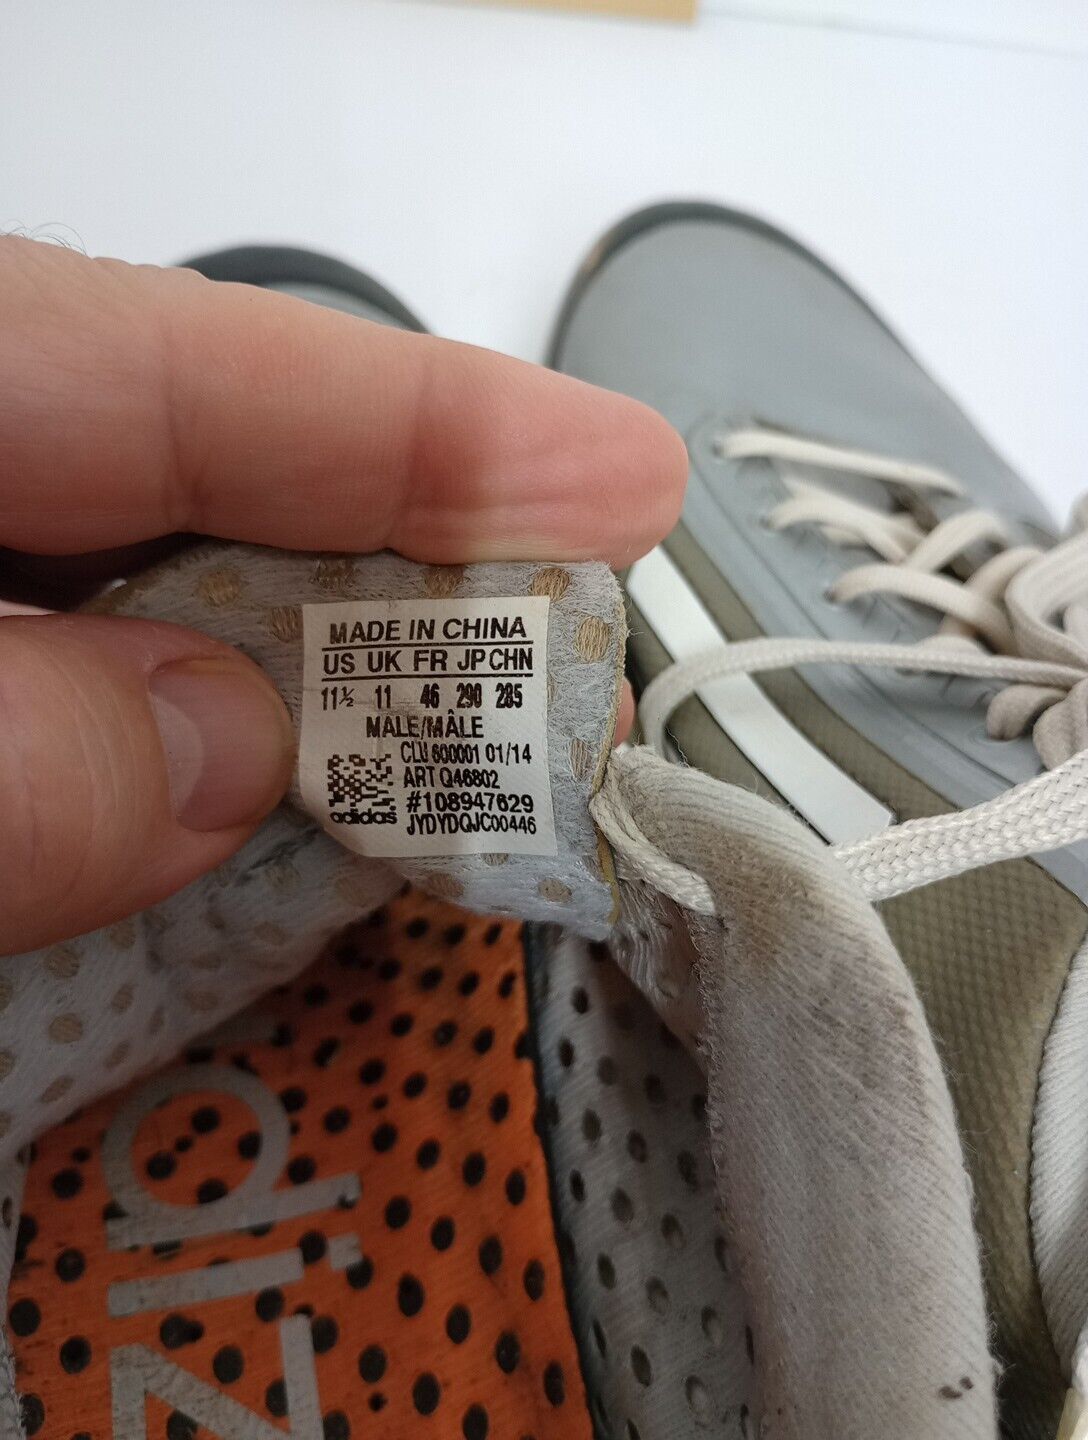 MADE IN CHINA
US UK FR JP CHN
11½ 11 46 290 285
MALE/MÂLE
CLU 600001 01/14
ART Q46802
#108947629
adidas JYDYDQJC00446
diz